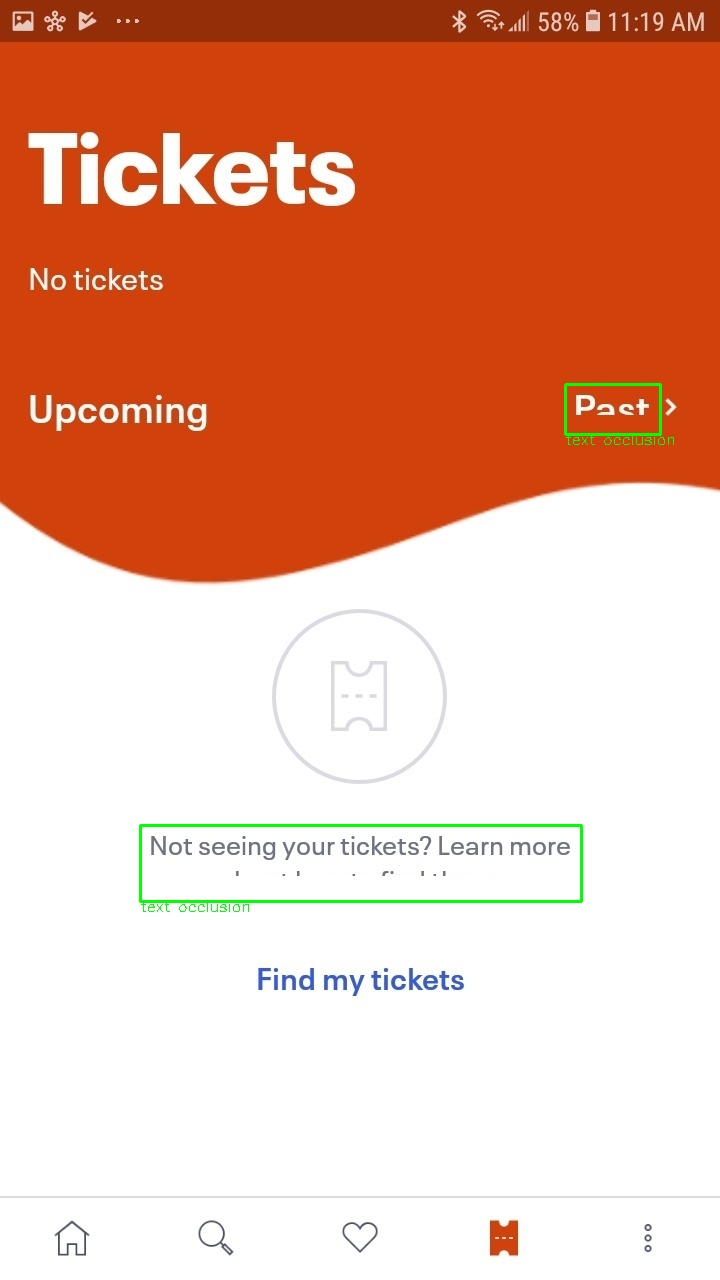 58% 11:19 AM
Tickets
No tickets
Upcoming
Past
text occlusion
Not seeing your tickets? Learn more
text occlusion
Find my tickets